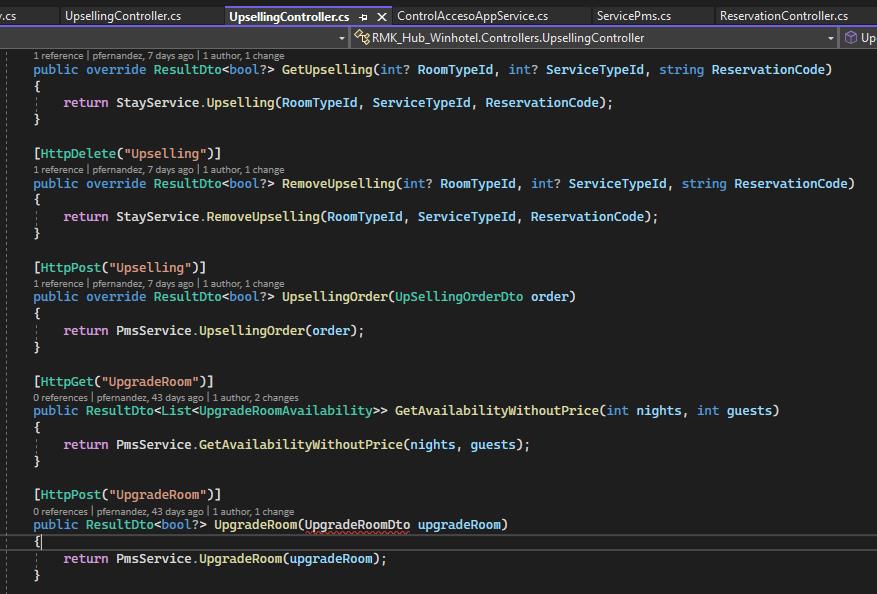 y.cs UpsellingController.cs UpsellingController.cs ControlAccesoAppService.cs ServicePms.cs ReservationController.cs
RMK_Hub_Winhotel.Controllers.UpsellingController Up
1 reference | pfernandez, 7 days ago | 1 author, 1 change
public override ResultDto<bool?> GetUpselling(int? RoomTypeId, int? ServiceTypeId, string ReservationCode)
{
return StayService.Upselling(RoomTypeId, ServiceTypeId, ReservationCode);
}
[HttpDelete("Upselling")]
1 reference | pfernandez, 7 days ago | 1 author, 1 change
public override ResultDto<bool?> RemoveUpselling(int? RoomTypeId, int? ServiceTypeId, string ReservationCode)
{
return StayService.RemoveUpselling(RoomTypeId, ServiceTypeId, ReservationCode);
}
[HttpPost("Upselling")]
1 reference | pfernandez, 7 days ago | 1 author, 1 change
public override ResultDto<bool?> UpsellingOrder(UpSellingOrderDto order)
{
return PmsService.UpsellingOrder(order);
}
[HttpGet("UpgradeRoom")]
0 references | pfernandez, 43 days ago | 1 author, 2 changes
public ResultDto<List<UpgradeRoomAvailability>> GetAvailabilityWithoutPrice(int nights, int guests)
{
return PmsService.GetAvailabilityWithoutPrice(nights, guests);
}
[HttpPost("UpgradeRoom")]
0 references | pfernandez, 43 days ago | 1 author, 1 change
public ResultDto<bool?> UpgradeRoom(UpgradeRoomDto upgradeRoom)
{
return PmsService.UpgradeRoom(upgradeRoom);
}